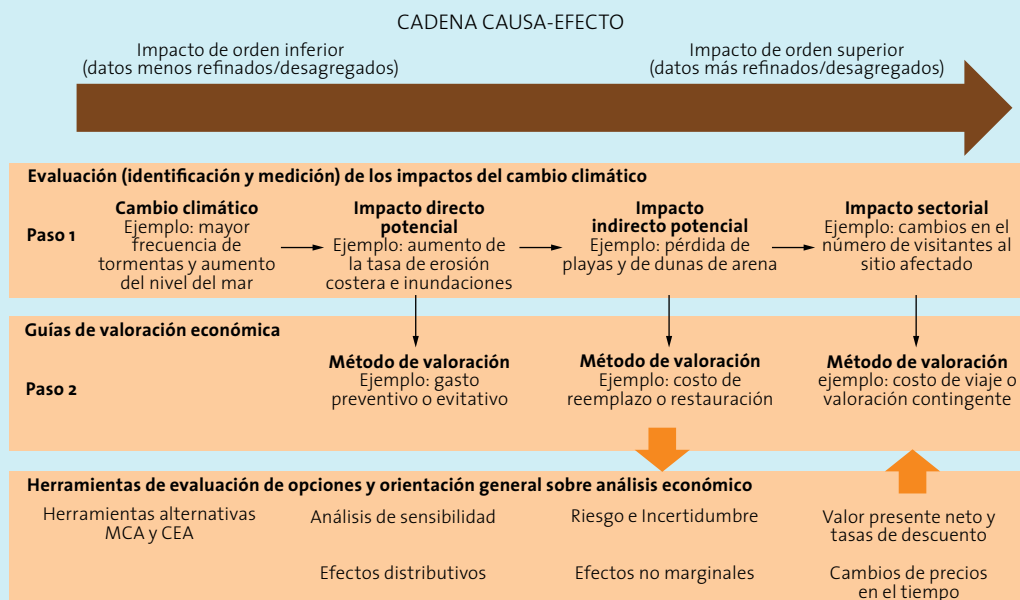 CADENA CAUSA-EFECTO
Impacto de orden inferior
(datos menos refinados/desagregados)
Impacto de orden superior
(datos más refinados/desagregados)
Evaluación (identificación y medición) de los impactos del cambio climático
Paso 1
Cambio climático
Ejemplo: mayor
frecuencia de
tormentas y aumento
del nivel del mar
Impacto directo
potencial
Ejemplo: aumento de
la tasa de erosión
costera e inundaciones
Impacto
indirecto potencial
Ejemplo: pérdida de
playas y de dunas de arena
Impacto sectorial
Ejemplo: cambios en el
número de visitantes al
sitio afectado
Guías de valoración económica
Paso 2
Método de valoración
Ejemplo: gasto
preventivo o evitativo
Método de valoración
Ejemplo: costo de
reemplazo o restauración
Método de valoración
ejemplo: costo de viaje o
valoración contingente
Herramientas de evaluación de opciones y orientación general sobre análisis económico
Herramientas alternativas
MCA y CEA
Análisis de sensibilidad
Riesgo e Incertidumbre
Valor presente neto y
tasas de descuento
Efectos distributivos
Efectos no marginales
Cambios de precios
en el tiempo